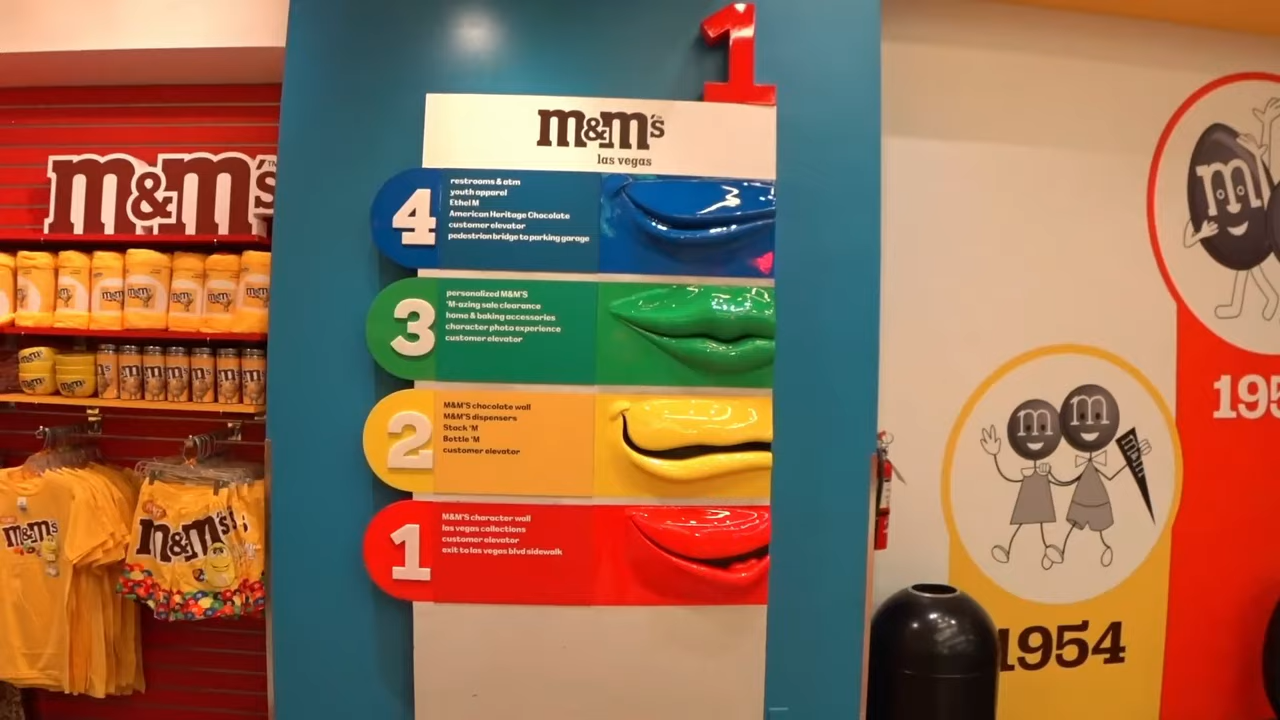 1
m&m's™
las vegas
m&m's™
4
restrooms & atm
youth apparel
Ethel M
American Heritage Chocolate
customer elevator
pedestrian bridge to parking garage
3
personalized M&M'S
'M-azing sale clearance
home & baking accessories
character photo experience
customer elevator
2
M&M'S chocolate wall
M&M'S dispensers
Stack 'M
Bottle 'M
customer elevator
1
M&M'S character wall
las vegas collections
customer elevator
exit to las vegas blvd sidewalk
m&m's
m&m's
m
m
m
m&m's
195
1954